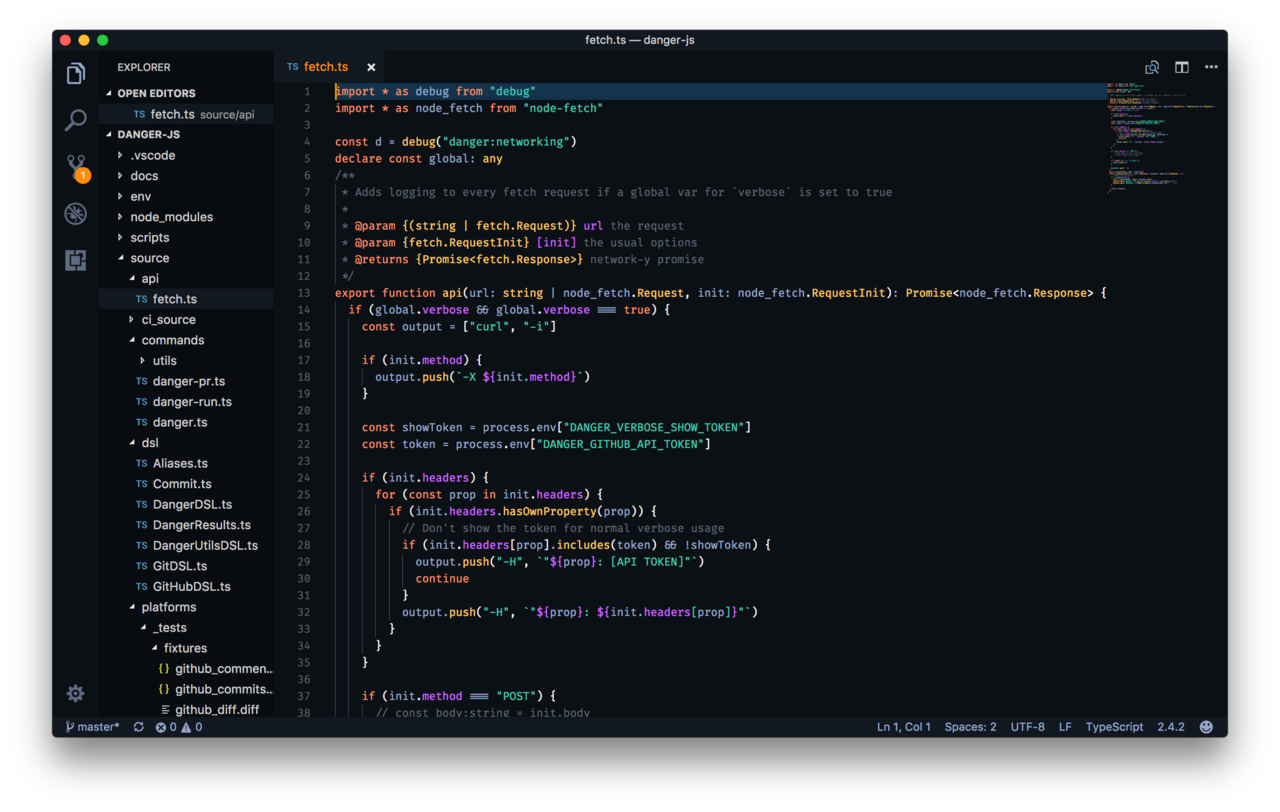 fetch.ts — danger-js
EXPLORER
OPEN EDITORS
TS fetch.ts source/api
DANGER-JS
.vscode
docs
env
node_modules
scripts
source
api
TS fetch.ts
ci_source
commands
utils
TS danger-pr.ts
TS danger-run.ts
TS danger.ts
dsl
TS Aliases.ts
TS Commit.ts
TS DangerDSL.ts
TS DangerResults.ts
TS DangerUtilsDSL.ts
TS GitDSL.ts
TS GitHubDSL.ts
platforms
_tests
fixtures
{} github_commen...
{} github_commits...
github_diff.diff
1
TS fetch.ts ×
1 import * as debug from "debug"
2 import * as node_fetch from "node-fetch"
3
4 const d = debug("danger:networking")
5 declare const global: any
6 /**
7  * Adds logging to every fetch request if a global var for `verbose` is set to true
8  *
9  * @param {(string | fetch.Request)} url the request
10  * @param {fetch.RequestInit} [init] the usual options
11  * @returns {Promise<fetch.Response>} network-y promise
12  */
13 export function api(url: string | node_fetch.Request, init: node_fetch.RequestInit): Promise<node_fetch.Response> {
14   if (global.verbose && global.verbose === true) {
15     const output = ["curl", "-i"]
16
17     if (init.method) {
18       output.push(`-X ${init.method}`)
19     }
20
21     const showToken = process.env["DANGER_VERBOSE_SHOW_TOKEN"]
22     const token = process.env["DANGER_GITHUB_API_TOKEN"]
23
24     if (init.headers) {
25       for (const prop in init.headers) {
26         if (init.headers.hasOwnProperty(prop)) {
27           // Don't show the token for normal verbose usage
28           if (init.headers[prop].includes(token) && !showToken) {
29             output.push("-H", `"${prop}: [API TOKEN]"`)
30             continue
31           }
32           output.push("-H", `"${prop}: ${init.headers[prop]}"`)
33         }
34       }
35     }
36
37     if (init.method === "POST") {
38       // const body:string = init.body
master* 0 0
Ln 1, Col 1 Spaces: 2 UTF-8 LF TypeScript 2.4.2